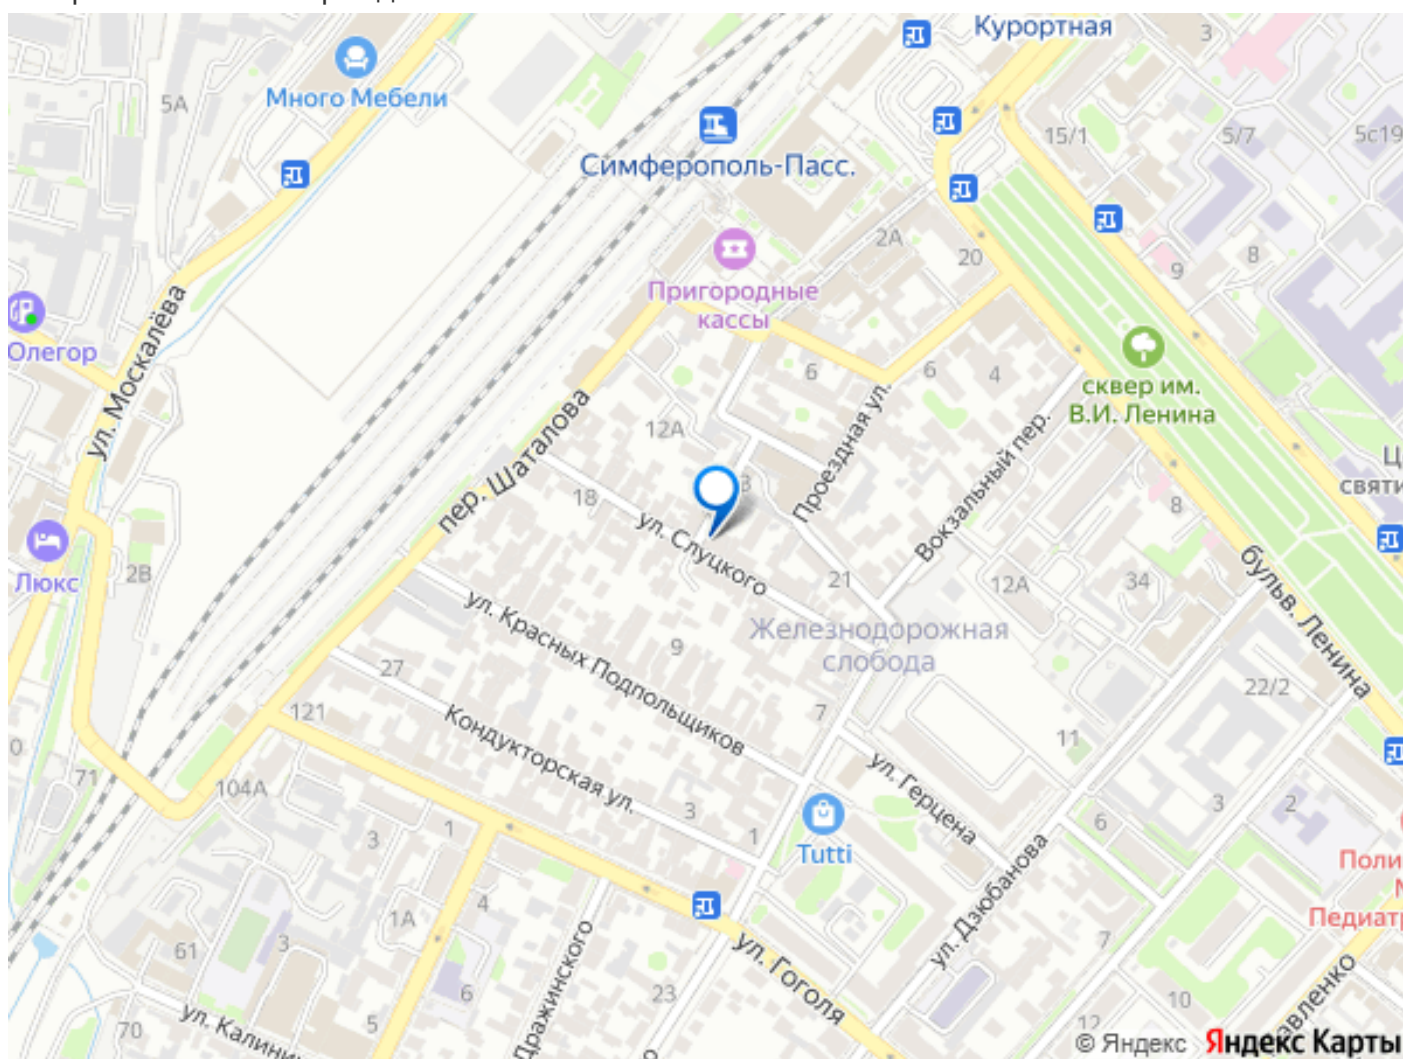 Курортная
3
Много Мебели
5А
15/1
5/7
5с19
Симферополь-Пасс.
2А
20
9
8
Пригородные
кассы
ул. Москалёва
Олегор
6
6
4
сквер им.
В.И. Ленина
12А
Проездная ул.
Вокзальный пер.
пер. Шаталова
18
ул. Слуцкого
8
Люкс
2В
21
12А
34
бульв. Ленина
ул. Красных Подпольщиков
Железнодорожная
слобода
9
27
22/2
121
7
11
Кондукторская ул.
ул. Герцена
71
104А
3
1
3
1
Tutti
6
3
2
ул. Дзюбанова
1А
4
61
3
Дражинского
ул. Гоголя
7
6
23
10
70
5
12
© Яндекс Яндекс Карты